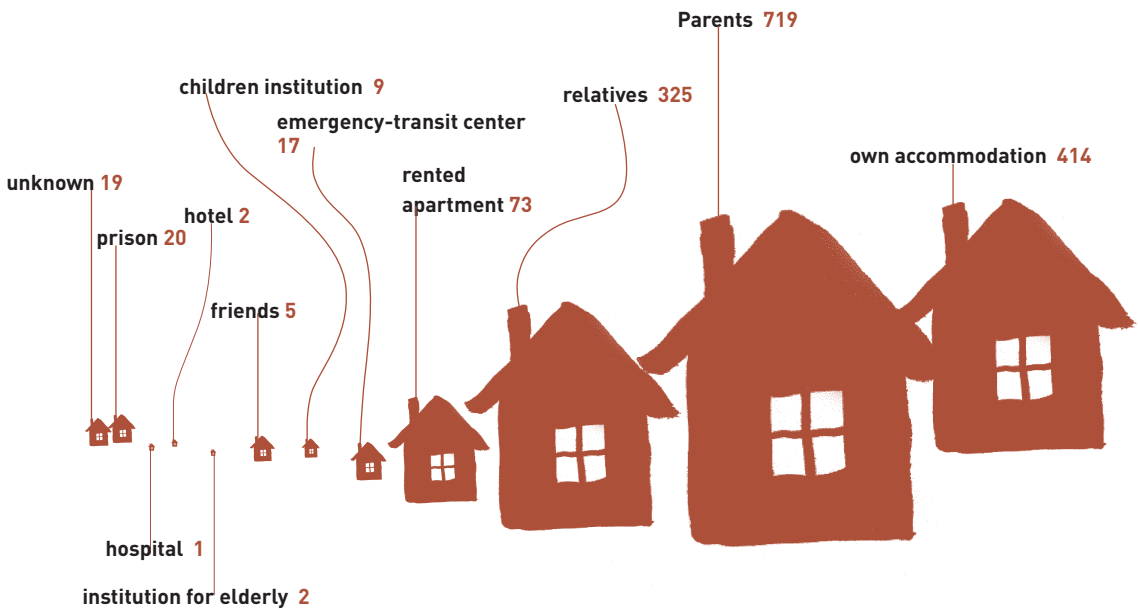 Parents 719
children institution 9
relatives 325
emergency-transit center
17
own accommodation 414
rented
apartment 73
unknown 19
hotel 2
prison 20
friends 5
hospital 1
institution for elderly 2